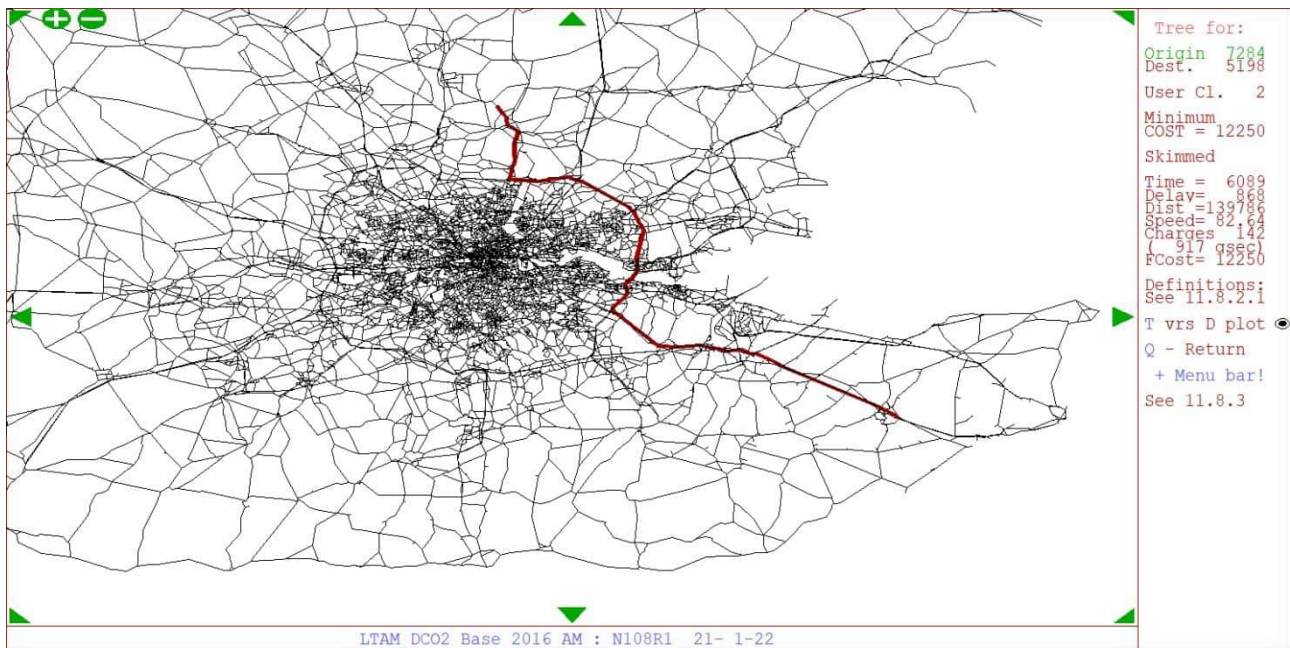 Tree for:
Origin 7284
Dest. 5198
User Cl. 2
Minimum
COST = 12250
Skimmed
Time = 6089
Delay= 868
Dist =139786
Speed= 82.64
Charges 142
( 917 gsec)
FCost= 12250
Definitions:
See 11.8.2.1
T vrs D plot
Q - Return
+ Menu bar!
See 11.8.3
LTAM DCO2 Base 2016 AM : N108R1 21- 1-22